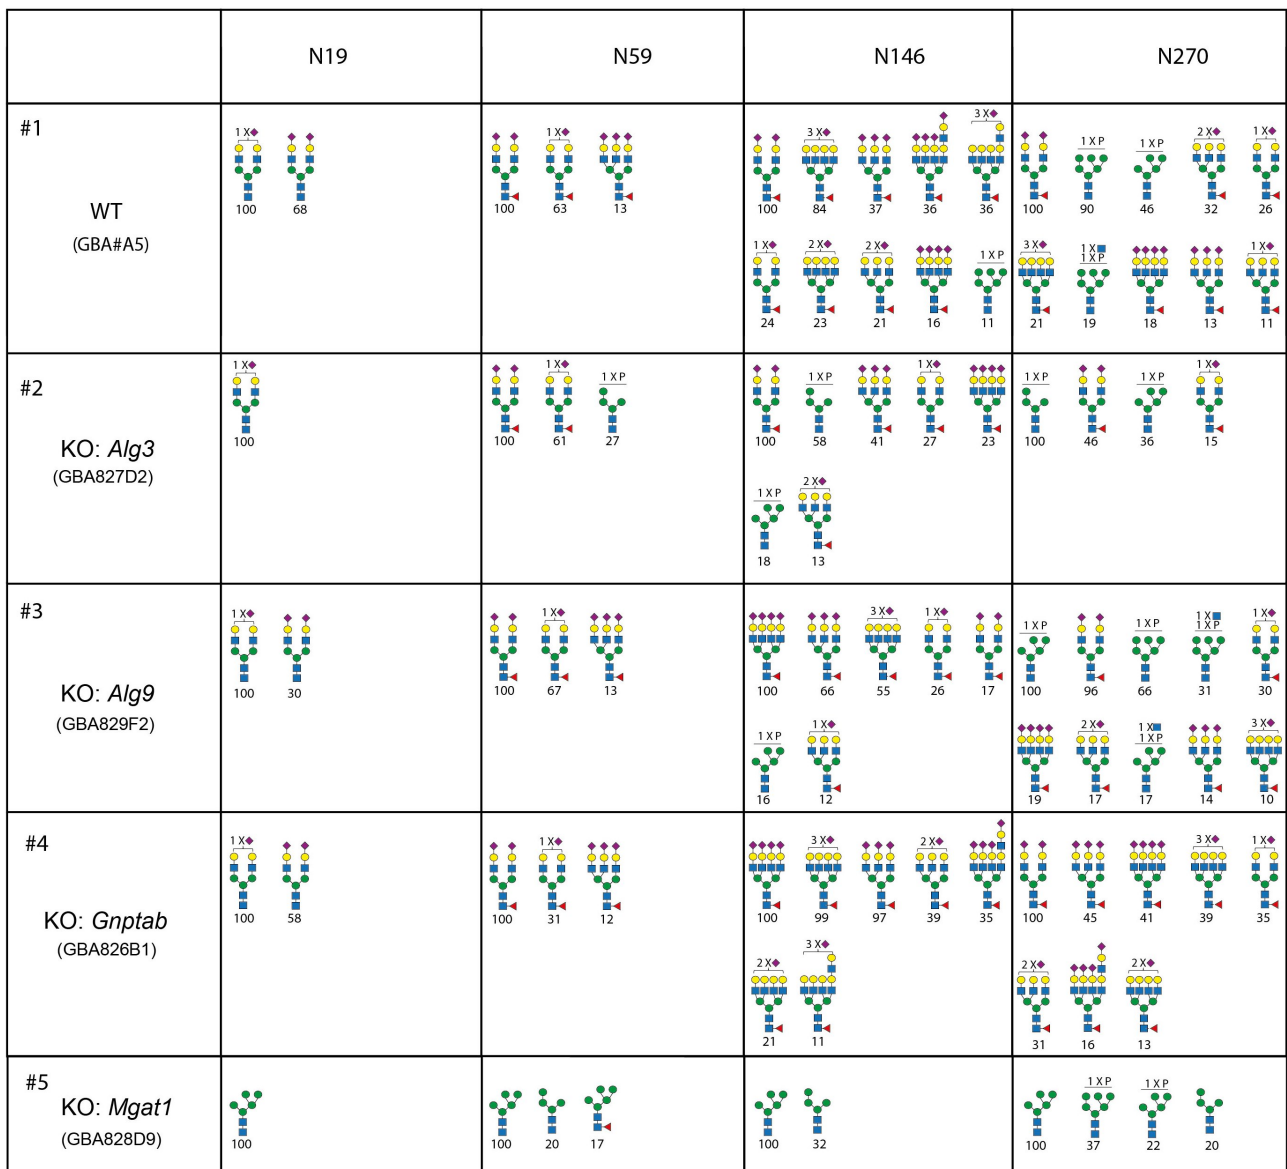 N19 N59 N146 N270
#1
WT
(GBA#A5)
1 X
100 68
1 X
100 63 13
3 X 3 X
100 84 37 36 36
1 X 2 X 2 X 1 X P
24 23 21 16 11
1 X P 1 X P 2 X 1 X
100 90 46 32 26
3 X 1 X 1 X
1 X P
21 19 18 13 11
#2
KO: Alg3
(GBA827D2)
1 X
100
1 X 1 X P
100 61 27
1 X P 1 X
100 58 41 27 23
1 X P 2 X
18 13
1 X P 1 X P 1 X
100 46 36 15
#3
KO: Alg9
(GBA829F2)
1 X
100 30
1 X
100 67 13
3 X 1 X
100 66 55 26 17
1 X P 1 X
16 12
1 X P 1 X P 1 X 1 X
1 X P
100 96 66 31 30
2 X 1 X 3 X
1 X P
19 17 17 14 10
#4
KO: Gnptab
(GBA826B1)
1 X
100 58
1 X
100 31 12
3 X 2 X
100 99 97 39 35
2 X 3 X
21 11
3 X 1 X
100 45 41 39 35
2 X 2 X
31 16 13
#5
KO: Mgat1
(GBA828D9)
100
100 20 17
100 32
1 X P 1 X P
100 37 22 20